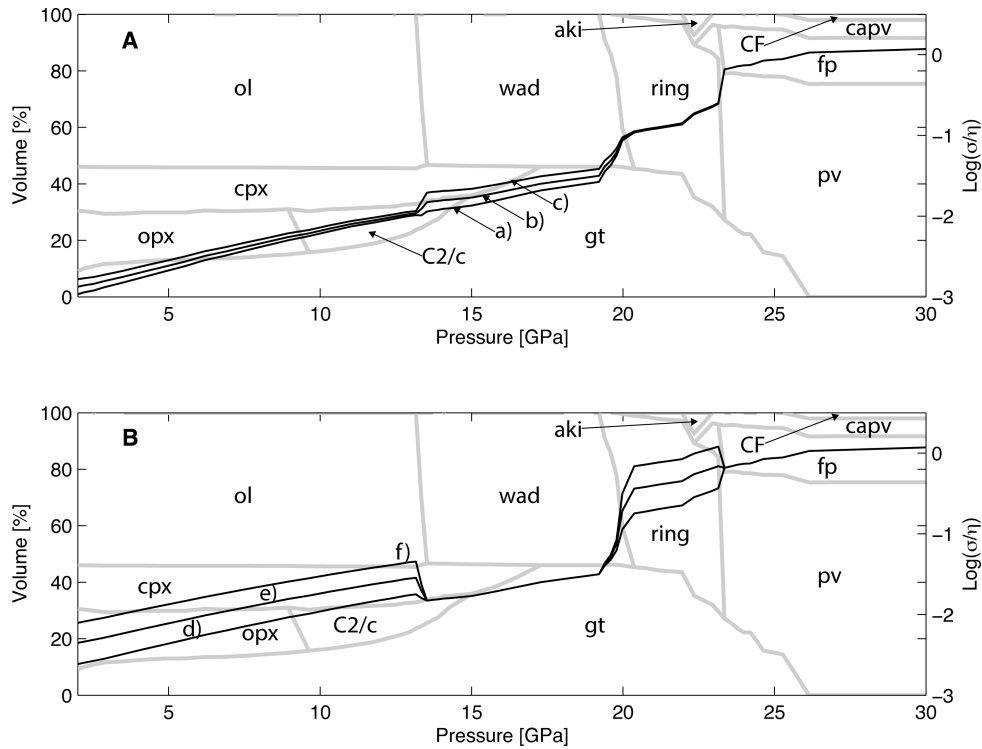 A
100
80
60
40
20
0
Volume [%]
5
10
15
20
25
30
Pressure [GPa]
0
−1
−2
−3
Log(σ/η)
ol
wad
ring
aki
CF
capv
fp
pv
cpx
opx
C2/c
gt
a)
b)
c)
B
100
80
60
40
20
0
Volume [%]
5
10
15
20
25
30
Pressure [GPa]
0
−1
−2
−3
Log(σ/η)
ol
wad
ring
aki
CF
capv
fp
pv
cpx
opx
C2/c
gt
d)
e)
f)